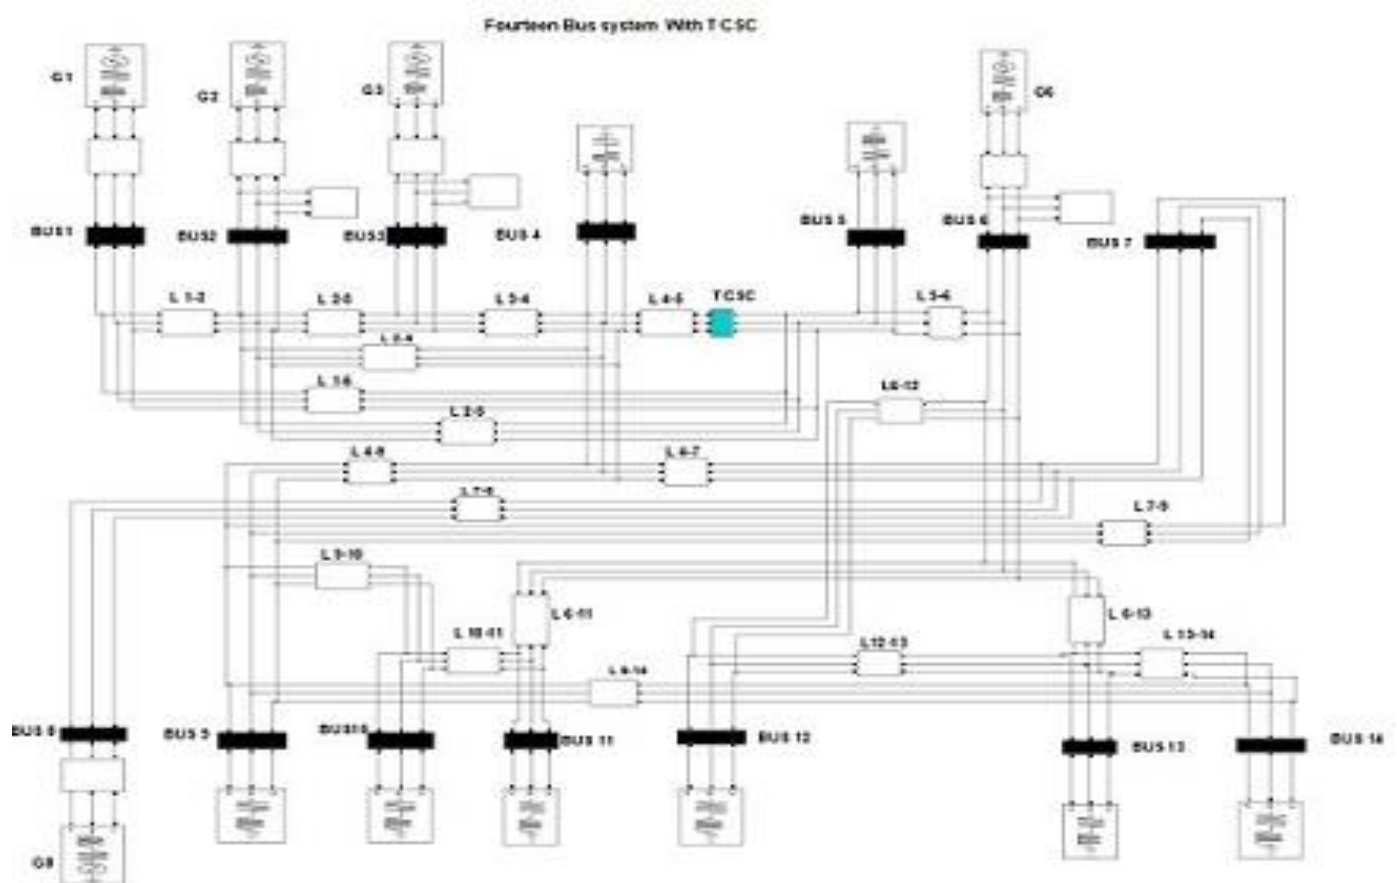 Fourteen Bus system With TCSC
G1
G2
G3
G6
BUS1
BUS2
BUS3
BUS 4
BUS 5
BUS 6
BUS 7
L 1-2
L 2-3
L 3-4
L 4-5
TCSC
L 5-6
L 2-4
L 1-5
L 2-5
L6-12
L 4-9
L 4-7
L 7-8
L 7-9
L 9-10
L 6-11
L 10-11
L 6-13
L12-13
L 13-14
L 9-14
BUS 8
BUS 9
BUS10
BUS 11
BUS 12
BUS 13
BUS 14
G8